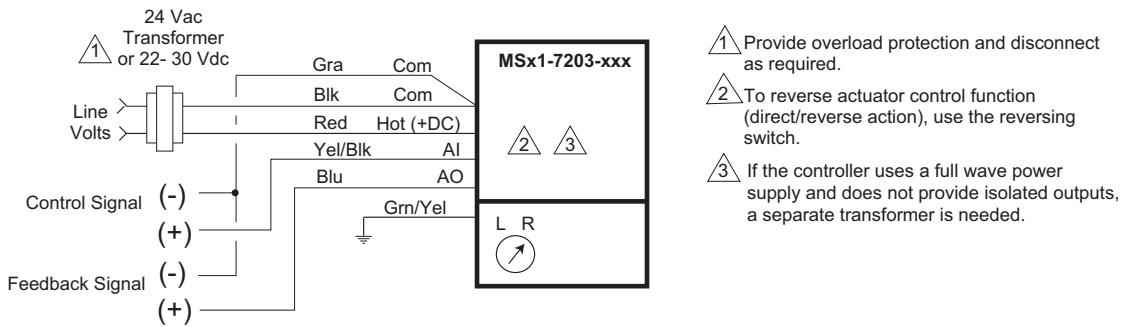 24 Vac
Transformer
or 22- 30 Vdc
1
Line
Volts
Gra Com
Blk Com
Red Hot (+DC)
Yel/Blk AI
Blu AO
Grn/Yel
Control Signal (-)
(+)
Feedback Signal (-)
(+)
MSx1-7203-xxx
2 3
L R
1 Provide overload protection and disconnect
as required.
2 To reverse actuator control function
(direct/reverse action), use the reversing
switch.
3 If the controller uses a full wave power
supply and does not provide isolated outputs,
a separate transformer is needed.